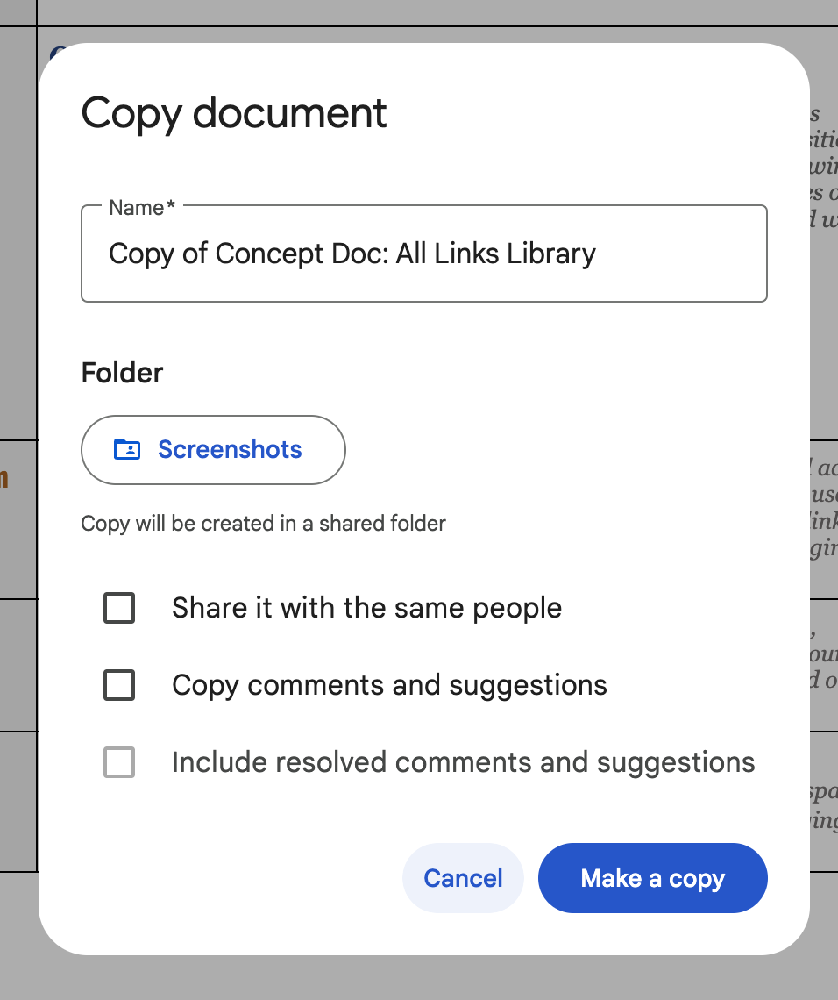 Copy document
Name*
Copy of Concept Doc: All Links Library
Folder
Screenshots
Copy will be created in a shared folder
Share it with the same people
Copy comments and suggestions
Include resolved comments and suggestions
Cancel
Make a copy